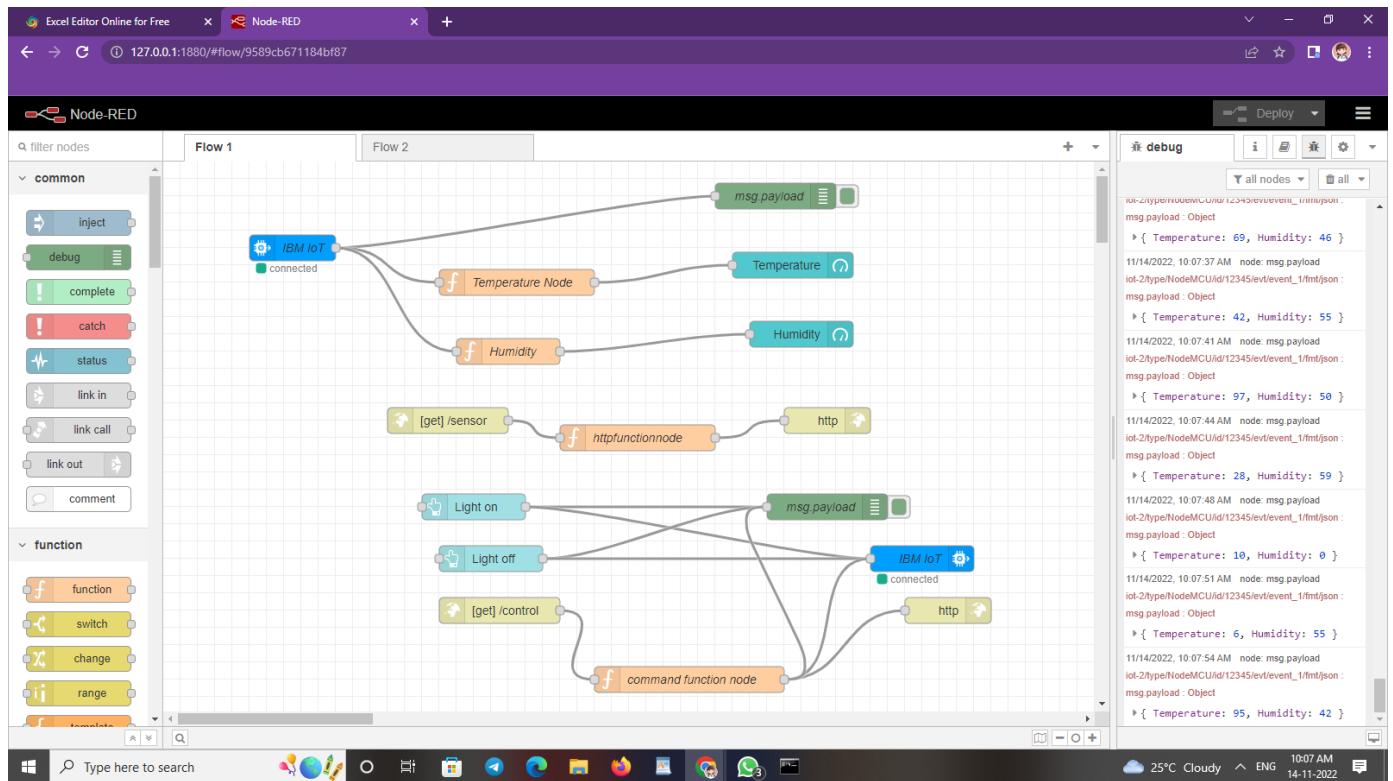 Excel Editor Online for Free
Node-RED
127.0.0.1:1880/#flow/9589cb671184bf87
Node-RED
Deploy
filter nodes
Flow 1
Flow 2
debug
i
all nodes
all
common
inject
debug
complete
catch
status
link in
link call
link out
comment
function
function
switch
change
range
template
IBM IoT
connected
msg.payload
f
Temperature Node
Temperature
f
Humidity
Humidity
[get] /sensor
f
httpfunctionnode
http
Light on
msg.payload
Light off
IBM IoT
connected
[get] /control
http
f
command function node
iot-2/type/NodeMCU/id/12345/evt/event_1/fmt/json :
msg.payload : Object
{ Temperature: 69, Humidity: 46 }
11/14/2022, 10:07:37 AM node: msg.payload
iot-2/type/NodeMCU/id/12345/evt/event_1/fmt/json :
msg.payload : Object
{ Temperature: 42, Humidity: 55 }
11/14/2022, 10:07:41 AM node: msg.payload
iot-2/type/NodeMCU/id/12345/evt/event_1/fmt/json :
msg.payload : Object
{ Temperature: 97, Humidity: 50 }
11/14/2022, 10:07:44 AM node: msg.payload
iot-2/type/NodeMCU/id/12345/evt/event_1/fmt/json :
msg.payload : Object
{ Temperature: 28, Humidity: 59 }
11/14/2022, 10:07:48 AM node: msg.payload
iot-2/type/NodeMCU/id/12345/evt/event_1/fmt/json :
msg.payload : Object
{ Temperature: 10, Humidity: 0 }
11/14/2022, 10:07:51 AM node: msg.payload
iot-2/type/NodeMCU/id/12345/evt/event_1/fmt/json :
msg.payload : Object
{ Temperature: 6, Humidity: 55 }
11/14/2022, 10:07:54 AM node: msg.payload
iot-2/type/NodeMCU/id/12345/evt/event_1/fmt/json :
msg.payload : Object
{ Temperature: 95, Humidity: 42 }
Type here to search
3
25°C Cloudy
ENG
10:07 AM
14-11-2022